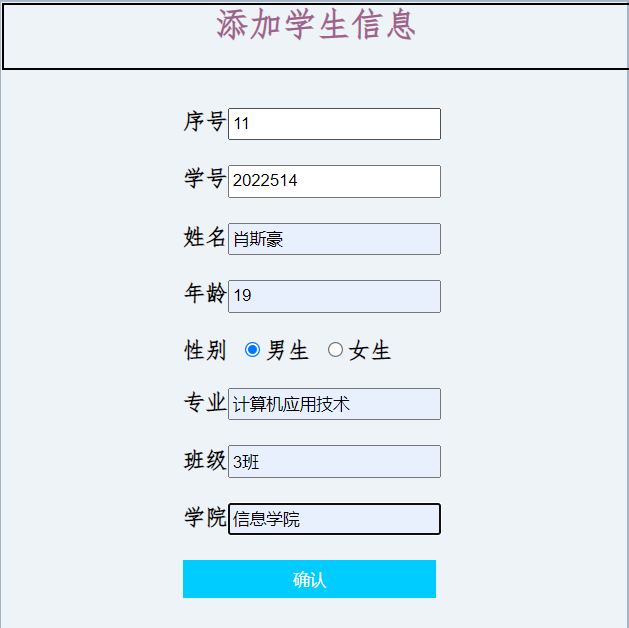 添加学生信息
序号 11
学号 2022514
姓名 肖斯豪
年龄 19
性别 男生 女生
专业 计算机应用技术
班级 3班
学院 信息学院
确认